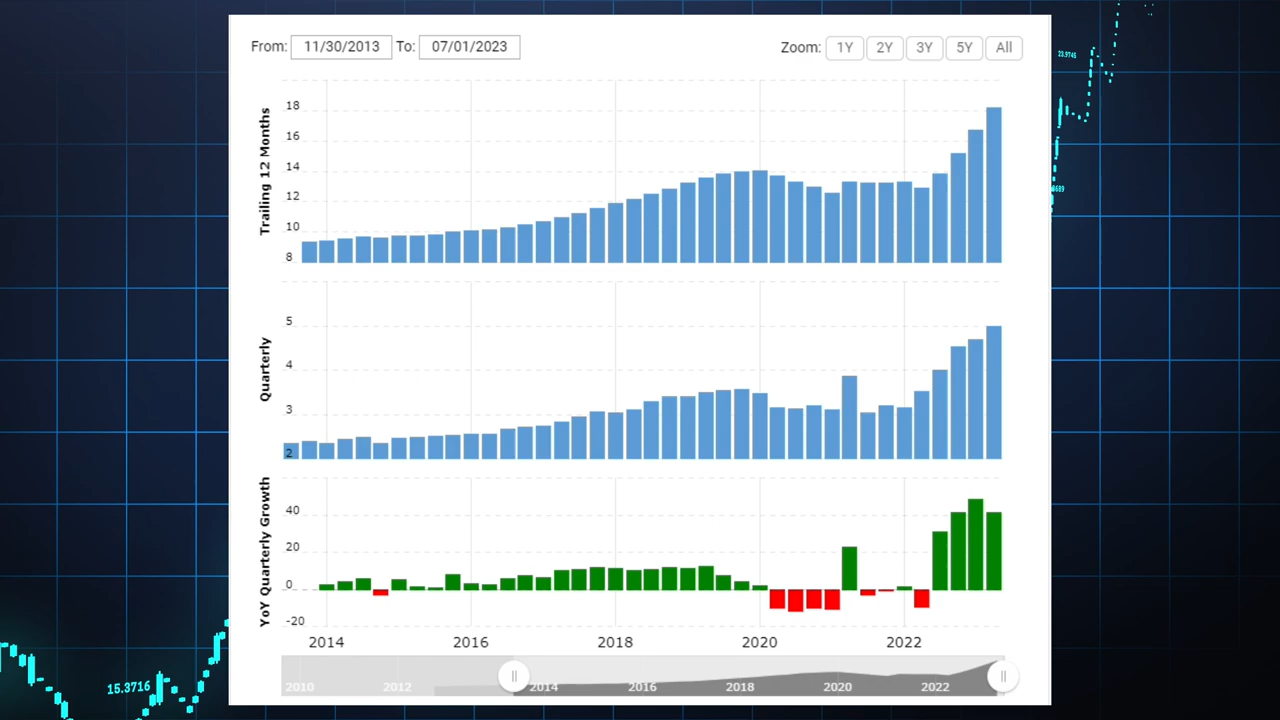 From: 11/30/2013 To: 07/01/2023 Zoom: 1Y 2Y 3Y 5Y All
Trailing 12 Months
18
16
14
12
10
8
Quarterly
5
4
3
2
YoY Quarterly Growth
40
20
0
-20
2014 2016 2018 2020 2022
2010 2012 2014 2016 2018 2020 2022
23.9745
15.3716